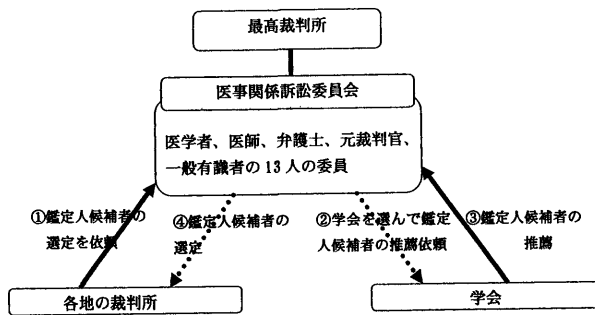 最高裁判所
医事関係訴訟委員会
医学者、医師、弁護士、元裁判官、
一般有識者の 13 人の委員
①鑑定人候補者の
選定を依頼
④鑑定人候補者の
選定
②学会を選んで鑑定
人候補者の推薦依頼
③鑑定人候補者の
推薦
各地の裁判所
学会